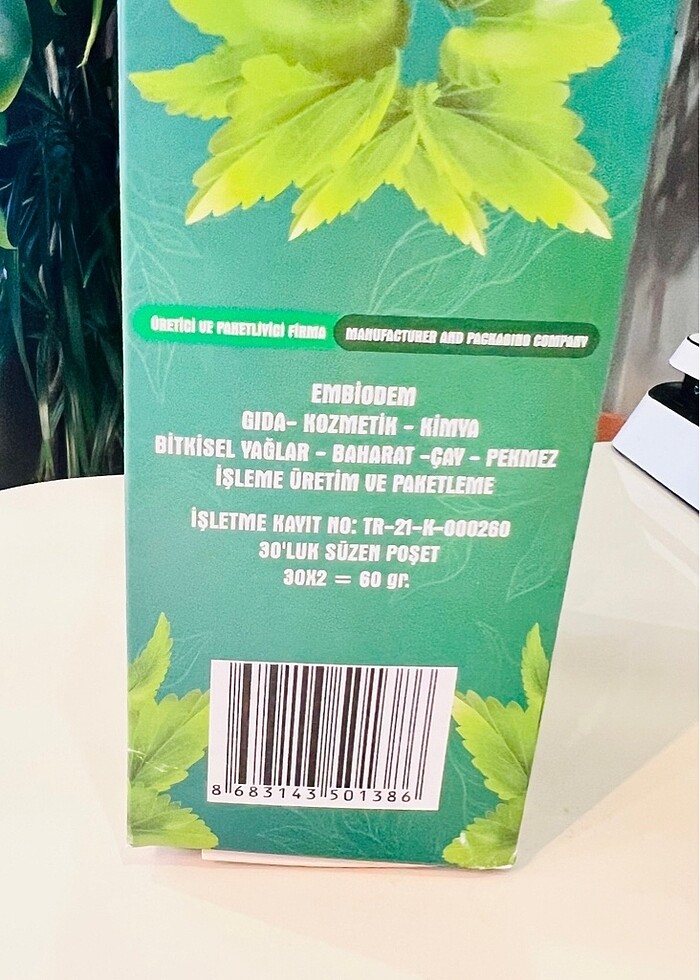 ÜRETİCİ VE PAKETLİYİCİ FİRMA MANUFACTURER AND PACKAGING COMPANY
EMBİODEM
GIDA- KOZMETİK - KİMYA
BİTKİSEL YAĞLAR - BAHARAT -ÇAY - PEKMEZ
İŞLEME ÜRETİM VE PAKETLEME
İŞLETME KAYIT NO: TR-21-K-000260
30'LUK SÜZEN POŞET
30X2 = 60 gr.
8 683143 501386